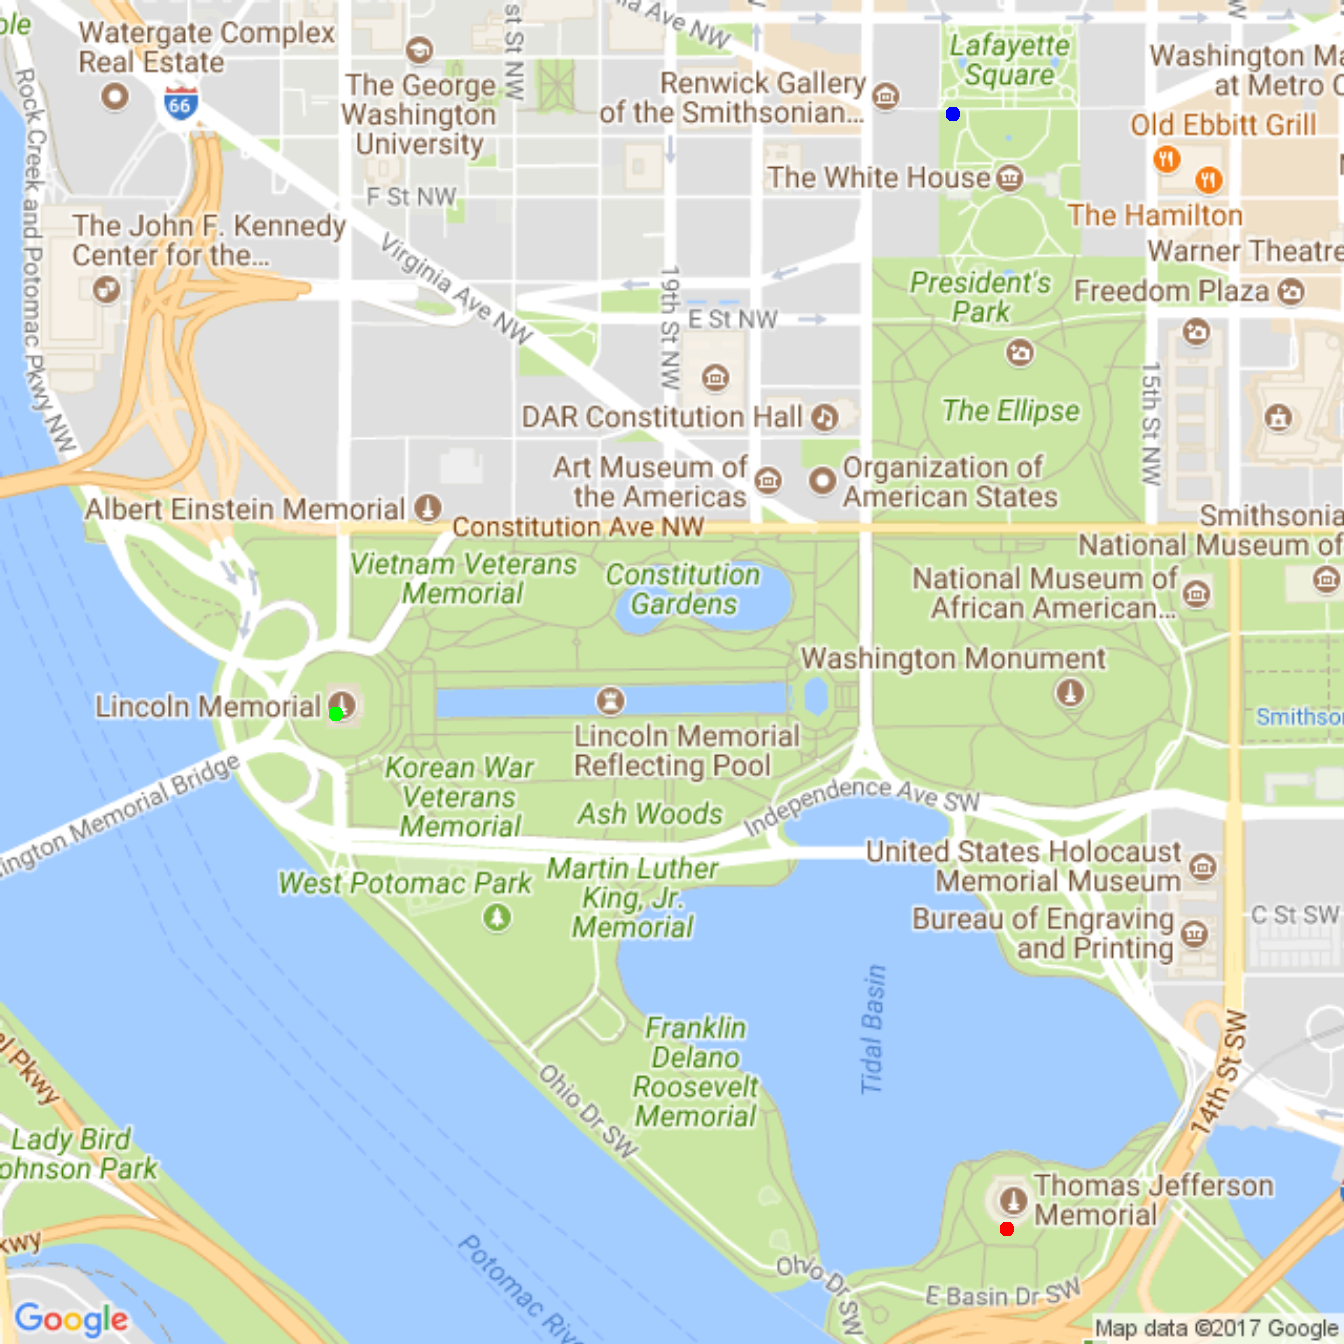 Watergate Complex
Real Estate
66
The George
Washington
University
st St NW
Ave NW
Renwick Gallery
of the Smithsonian...
Lafayette
Square
Washington
at Metro
Old Ebbitt Grill
The Hamilton
Warner Theatre
Freedom Plaza
The White House
F St NW
Rock Creek and Potomac Pkwy NW
The John F. Kennedy
Center for the...
Virginia Ave NW
19th St NW
E St NW
President's
Park
The Ellipse
15th St NW
DAR Constitution Hall
Art Museum of
the Americas
Organization of
American States
Albert Einstein Memorial
Constitution Ave NW
National Museum of
Vietnam Veterans
Memorial
Constitution
Gardens
National Museum of
African American...
Washington Monument
Lincoln Memorial
Lincoln Memorial
Reflecting Pool
Korean War
Veterans
Memorial
Ash Woods
Independence Ave SW
ington Memorial Bridge
West Potomac Park
Martin Luther
King, Jr.
Memorial
United States Holocaust
Memorial Museum
Bureau of Engraving
and Printing
C St SW
Tidal Basin
Franklin
Delano
Roosevelt
Memorial
Ohio Dr SW
14th St SW
Pkwy
Lady Bird
ohnson Park
Thomas Jefferson
Memorial
Potomac
Ohio Dr SW
E Basin Dr SW
Google
Map data ©2017 Google